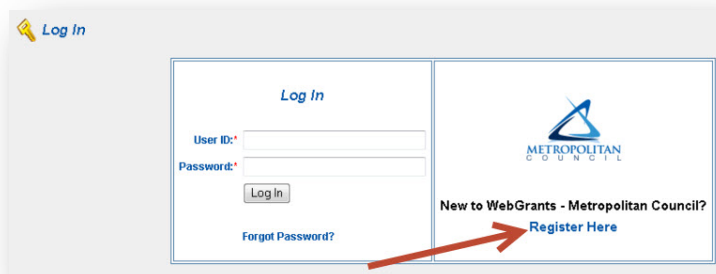 Log In
Log In
User ID:*
Password:*
Log In
Forgot Password?
METROPOLITAN
COUNCIL
New to WebGrants - Metropolitan Council?
Register Here